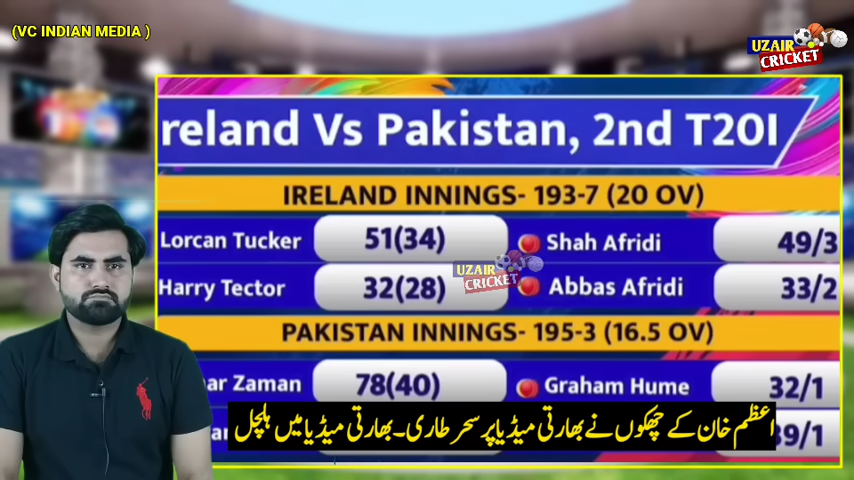 (VC INDIAN MEDIA )
UZAIR
CRICKET
reland Vs Pakistan, 2nd T20I
IRELAND INNINGS- 193-7 (20 OV)
Lorcan Tucker 51(34) Shah Afridi 49/3
UZAIR
CRICKET
Harry Tector 32(28) Abbas Afridi 33/2
PAKISTAN INNINGS- 195-3 (16.5 OV)
ar Zaman 78(40) Graham Hume 32/1
39/1
اعظم خان کے چھکوں نے بھارتی میڈیا پر سحر طاری۔ بھارتی میڈیا میں ہلچل